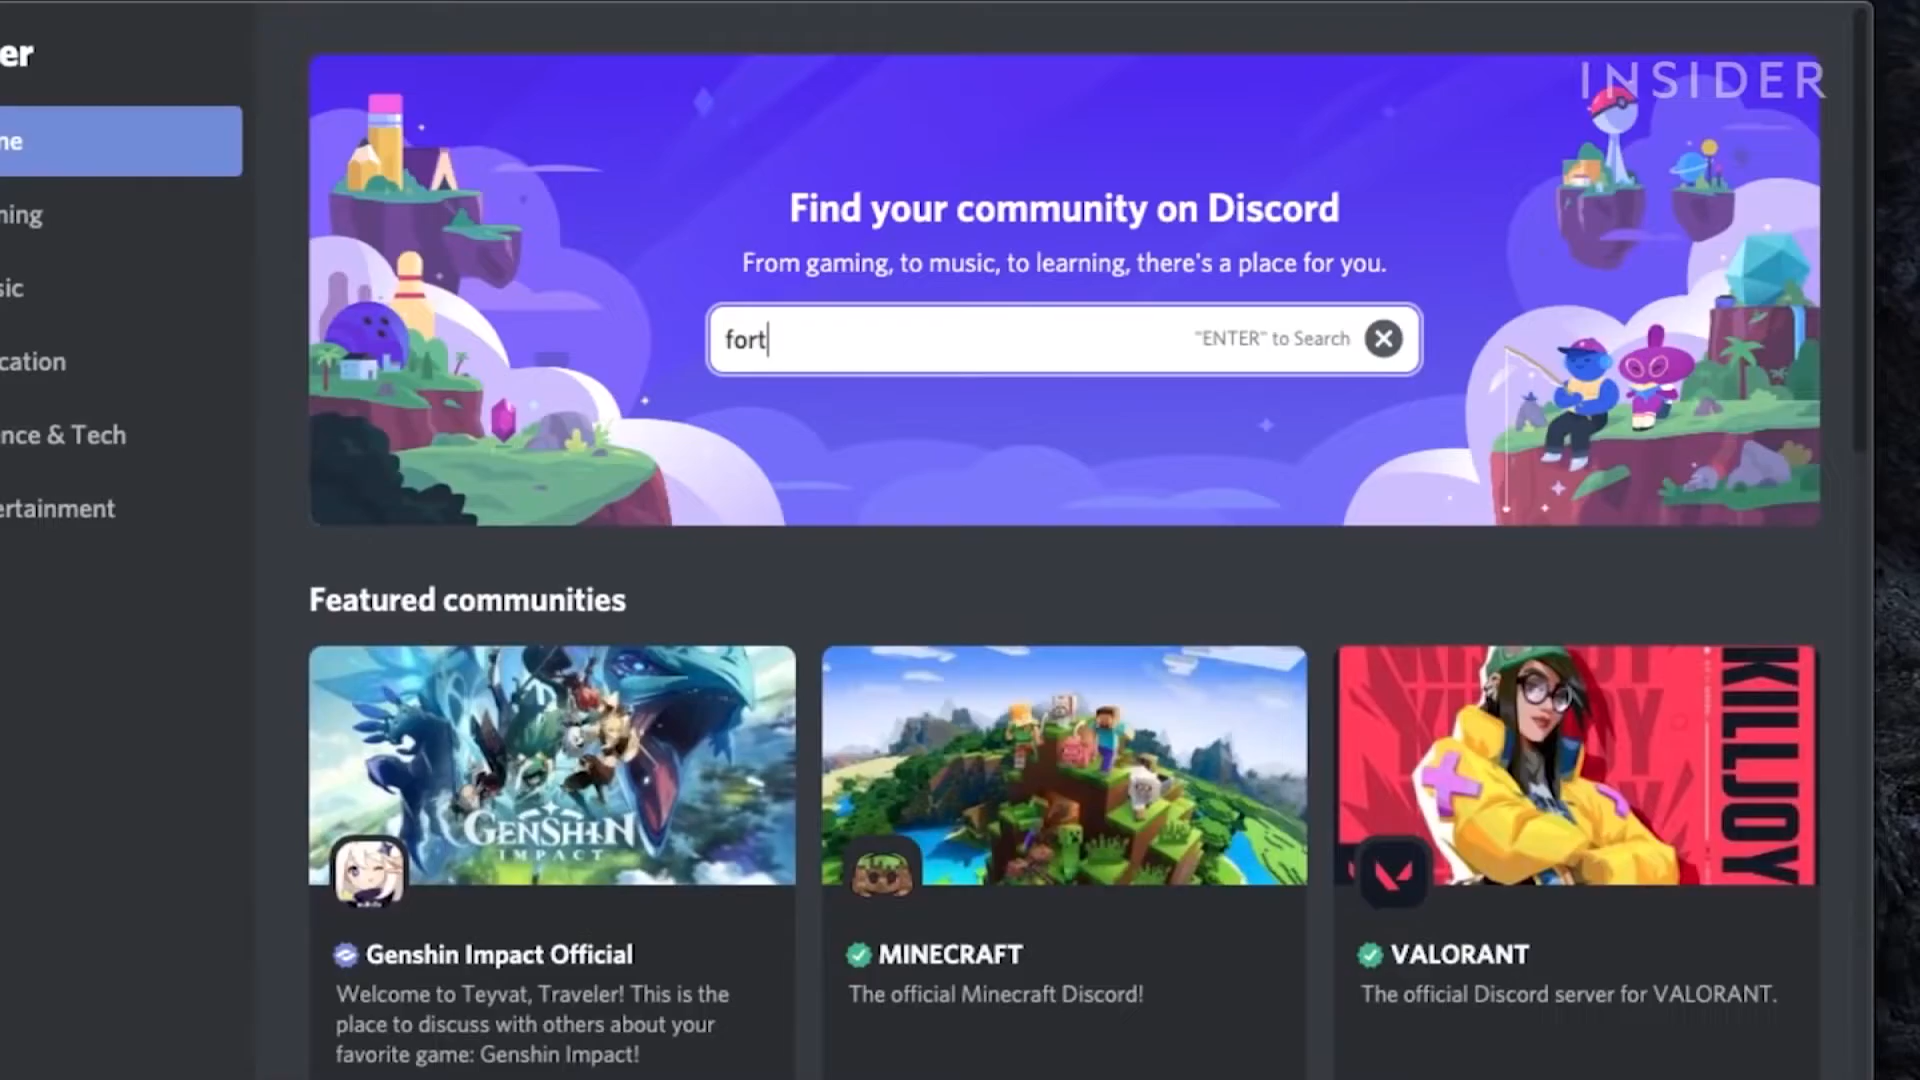 INSIDER
er
ne
ning
sic
cation
nce & Tech
ertainment
Find your community on Discord
From gaming, to music, to learning, there's a place for you.
fort
"ENTER" to Search
Featured communities
GENSHIN
IMPACT
KILLJOY
Genshin Impact Official
Welcome to Teyvat, Traveler! This is the
place to discuss with others about your
favorite game: Genshin Impact!
MINECRAFT
The official Minecraft Discord!
VALORANT
The official Discord server for VALORANT.